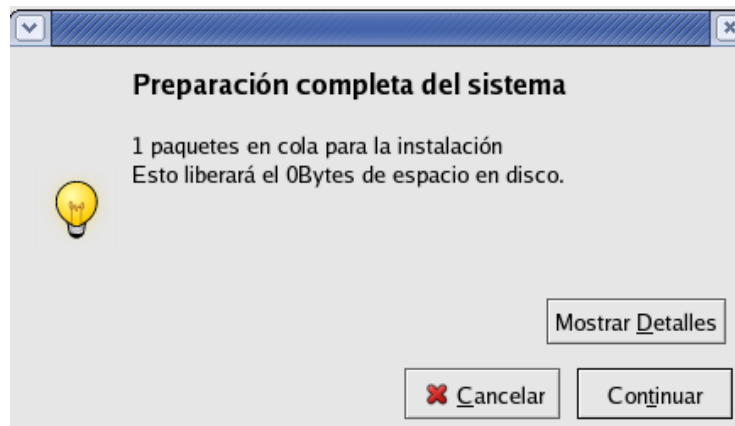 Preparación completa del sistema
1 paquetes en cola para la instalación
Esto liberará el 0Bytes de espacio en disco.
Mostrar Detalles
Cancelar
Continuar